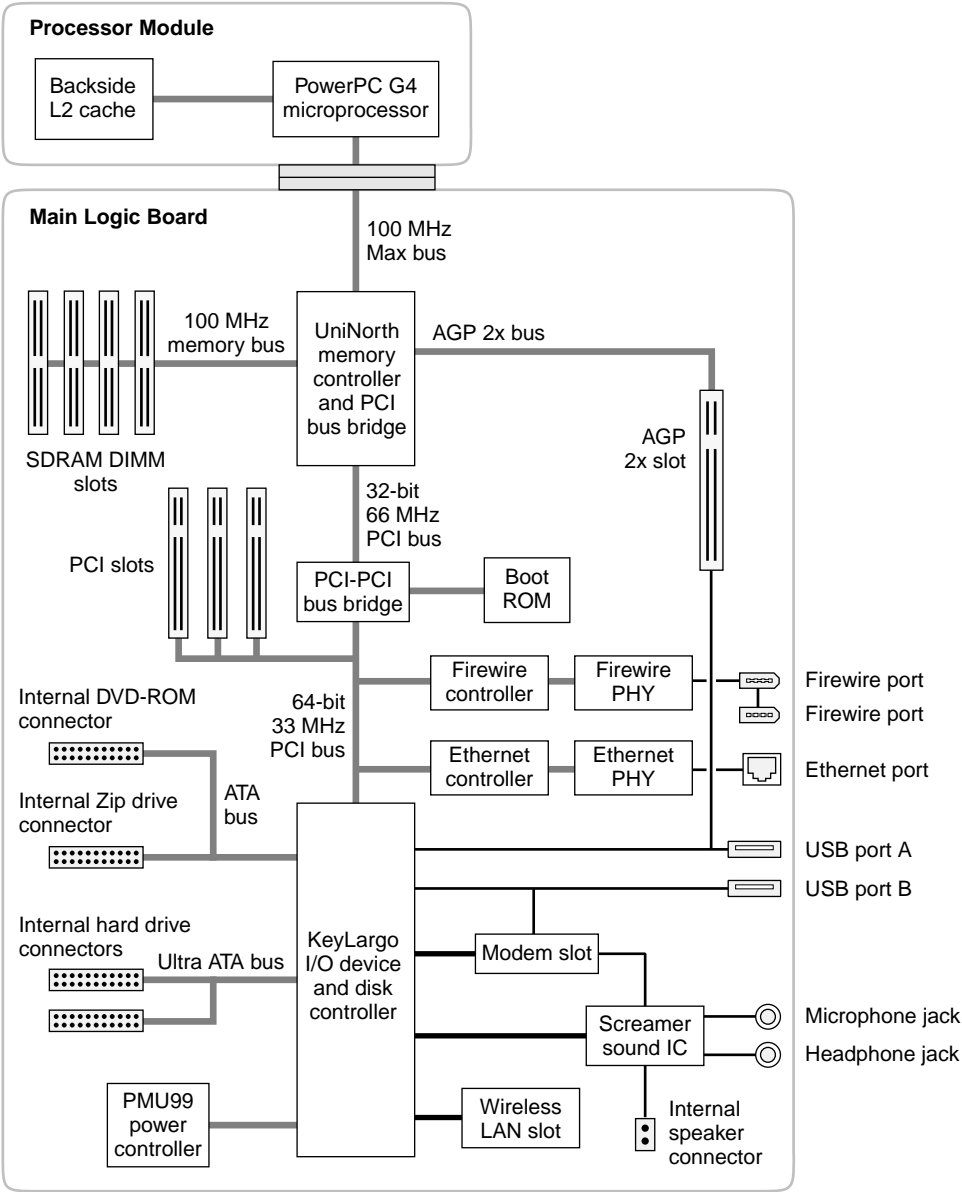 Processor Module
Backside
L2 cache
PowerPC G4
microprocessor
Main Logic Board
100 MHz
Max bus
100 MHz
memory bus
UniNorth
memory
controller
and PCI
bus bridge
AGP 2x bus
SDRAM DIMM
slots
AGP
2x slot
32-bit
66 MHz
PCI bus
PCI slots
PCI-PCI
bus bridge
Boot
ROM
Firewire
controller
Firewire
PHY
Firewire port
Firewire port
Internal DVD-ROM
connector
64-bit
33 MHz
PCI bus
Ethernet
controller
Ethernet
PHY
Ethernet port
Internal Zip drive
connector
ATA
bus
USB port A
USB port B
Internal hard drive
connectors
Ultra ATA bus
KeyLargo
I/O device
and disk
controller
Modem slot
Screamer
sound IC
Microphone jack
Headphone jack
PMU99
power
controller
Wireless
LAN slot
Internal
speaker
connector